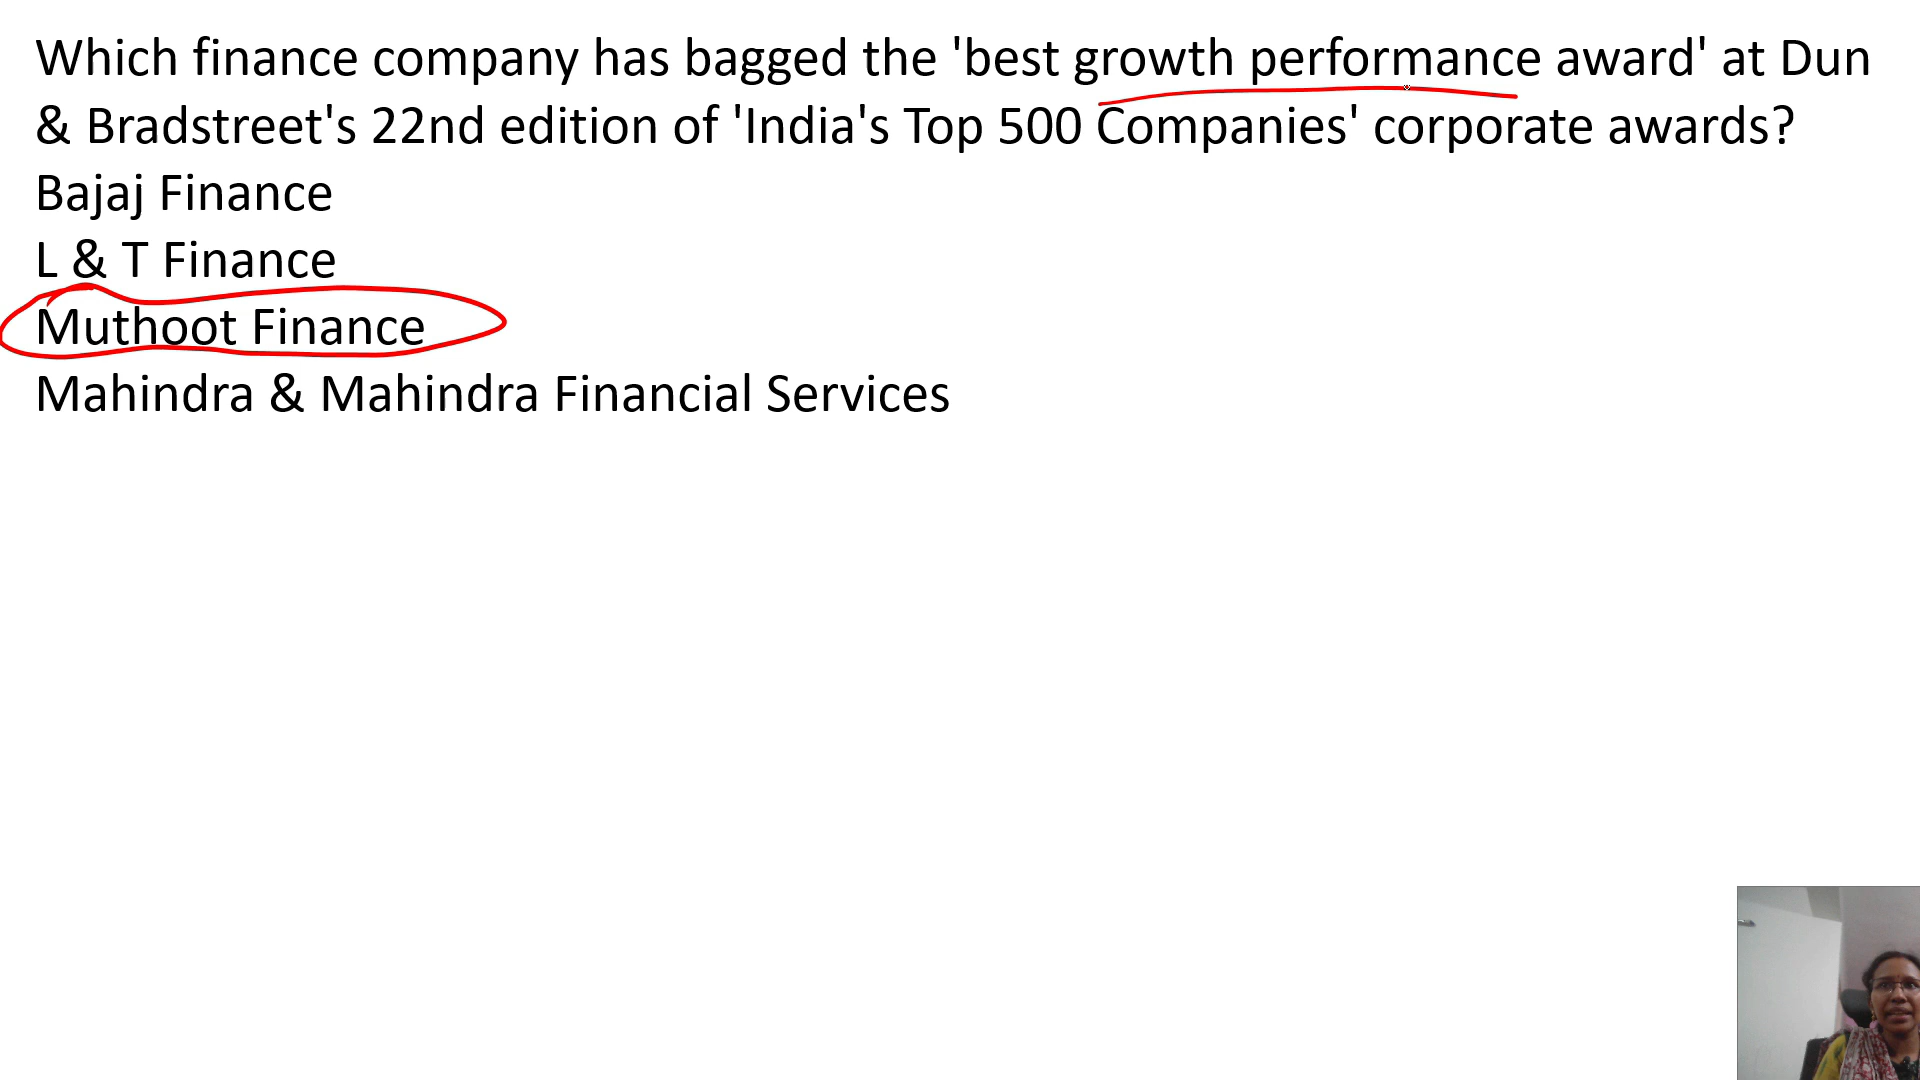 Which finance company has bagged the 'best growth performance award' at Dun
& Bradstreet's 22nd edition of 'India's Top 500 Companies' corporate awards?
Bajaj Finance
L & T Finance
Muthoot Finance
Mahindra & Mahindra Financial Services